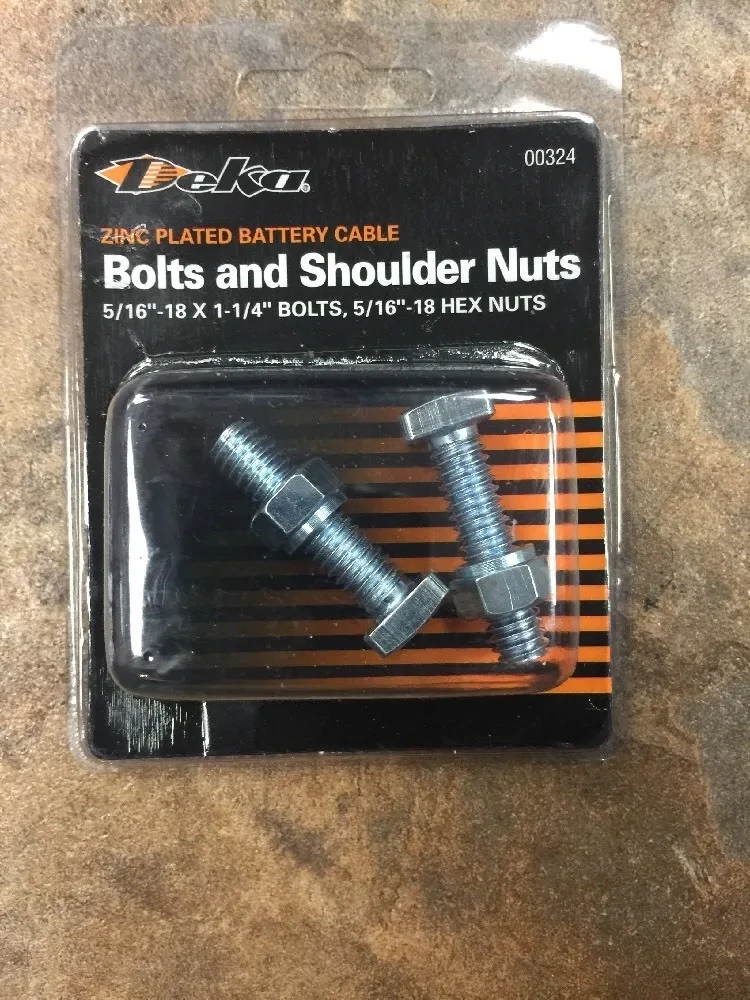 Deka®
00324
ZINC PLATED BATTERY CABLE
Bolts and Shoulder Nuts
5/16"-18 X 1-1/4" BOLTS, 5/16"-18 HEX NUTS